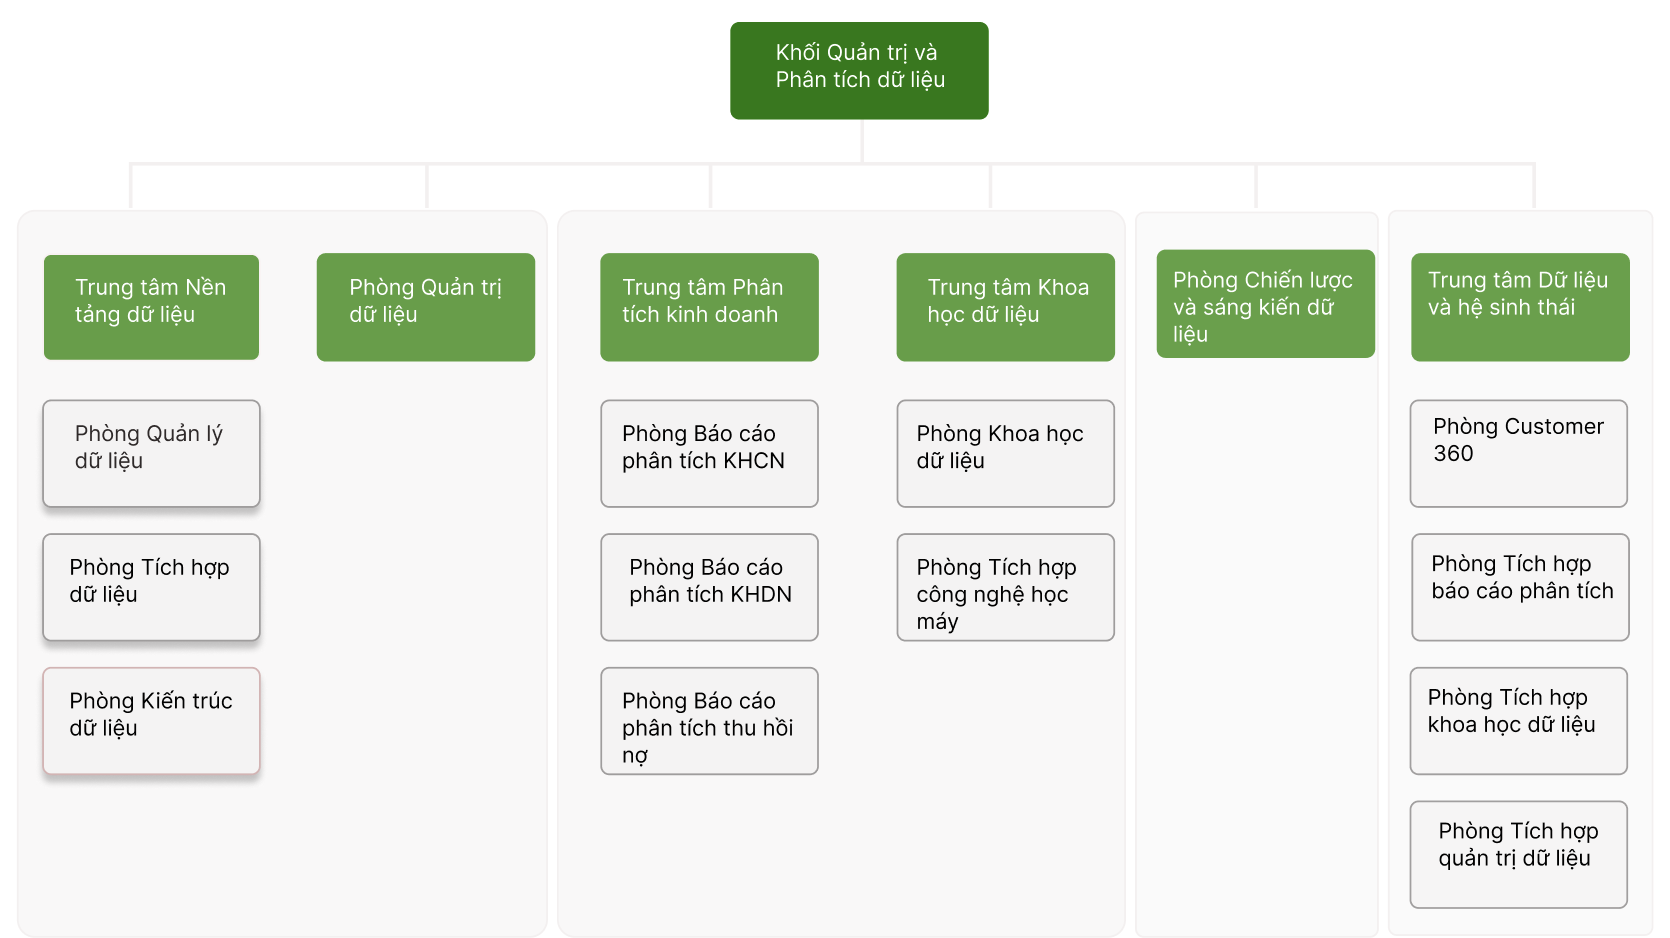 Khối Quản trị và
Phân tích dữ liệu
Trung tâm Nền
tảng dữ liệu
Phòng Quản trị
dữ liệu
Trung tâm Phân
tích kinh doanh
Trung tâm Khoa
học dữ liệu
Phòng Chiến lược
và sáng kiến dữ
liệu
Trung tâm Dữ liệu
và hệ sinh thái
Phòng Quản lý
dữ liệu
Phòng Báo cáo
phân tích KHCN
Phòng Khoa học
dữ liệu
Phòng Customer
360
Phòng Tích hợp
dữ liệu
Phòng Báo cáo
phân tích KHDN
Phòng Tích hợp
công nghệ học
máy
Phòng Tích hợp
báo cáo phân tích
Phòng Kiến trúc
dữ liệu
Phòng Báo cáo
phân tích thu hồi
nợ
Phòng Tích hợp
khoa học dữ liệu
Phòng Tích hợp
quản trị dữ liệu